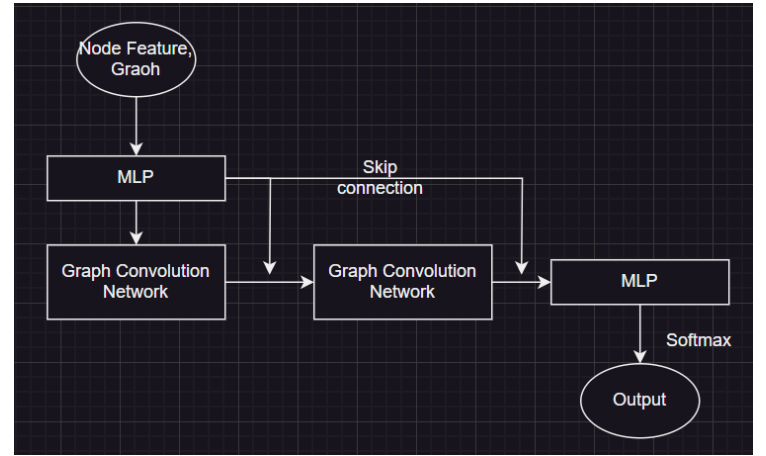 Node Feature,
Graoh
MLP
Skip
connection
Graph Convolution
Network
Graph Convolution
Network
MLP
Softmax
Output